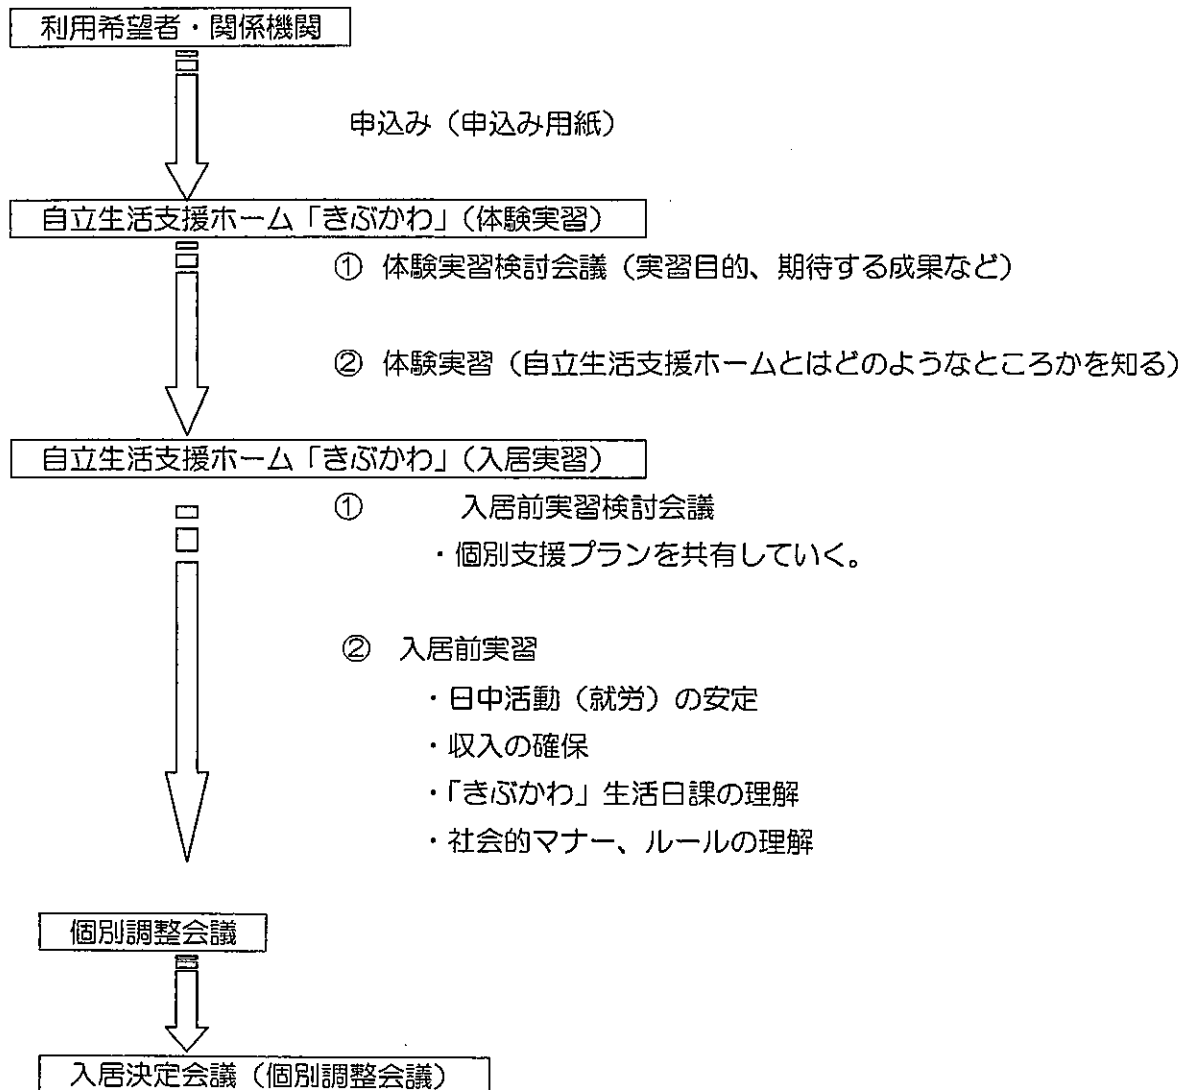 利用希望者・関係機関
申込み（申込み用紙）
自立生活支援ホーム「きぶかわ」（体験実習）
① 体験実習検討会議（実習目的、期待する成果など）
② 体験実習（自立生活支援ホームとはどのようなところかを知る）
自立生活支援ホーム「きぶかわ」（入居実習）
① 入居前実習検討会議
・個別支援プランを共有していく。
② 入居前実習
・日中活動（就労）の安定
・収入の確保
・「きぶかわ」生活日課の理解
・社会的マナー、ルールの理解
個別調整会議
入居決定会議（個別調整会議）